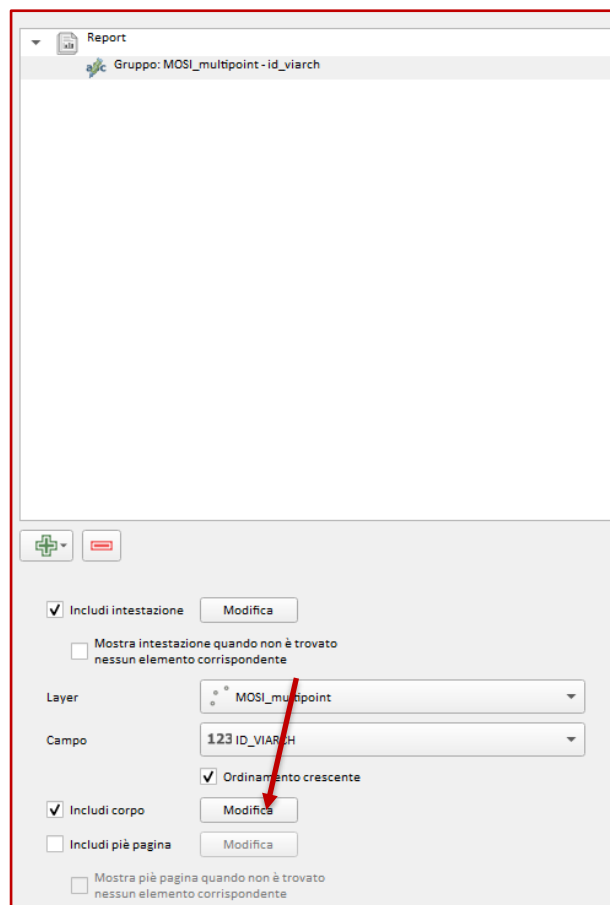 Report
abc Gruppo: MOSI_multipoint - id_viarch
Includi intestazione Modifica
Mostra intestazione quando non è trovato
nessun elemento corrispondente
Layer MOSI_multipoint
Campo 123 ID_VIARCH
Ordinamento crescente
Includi corpo Modifica
Includi piè pagina Modifica
Mostra piè pagina quando non è trovato
nessun elemento corrispondente